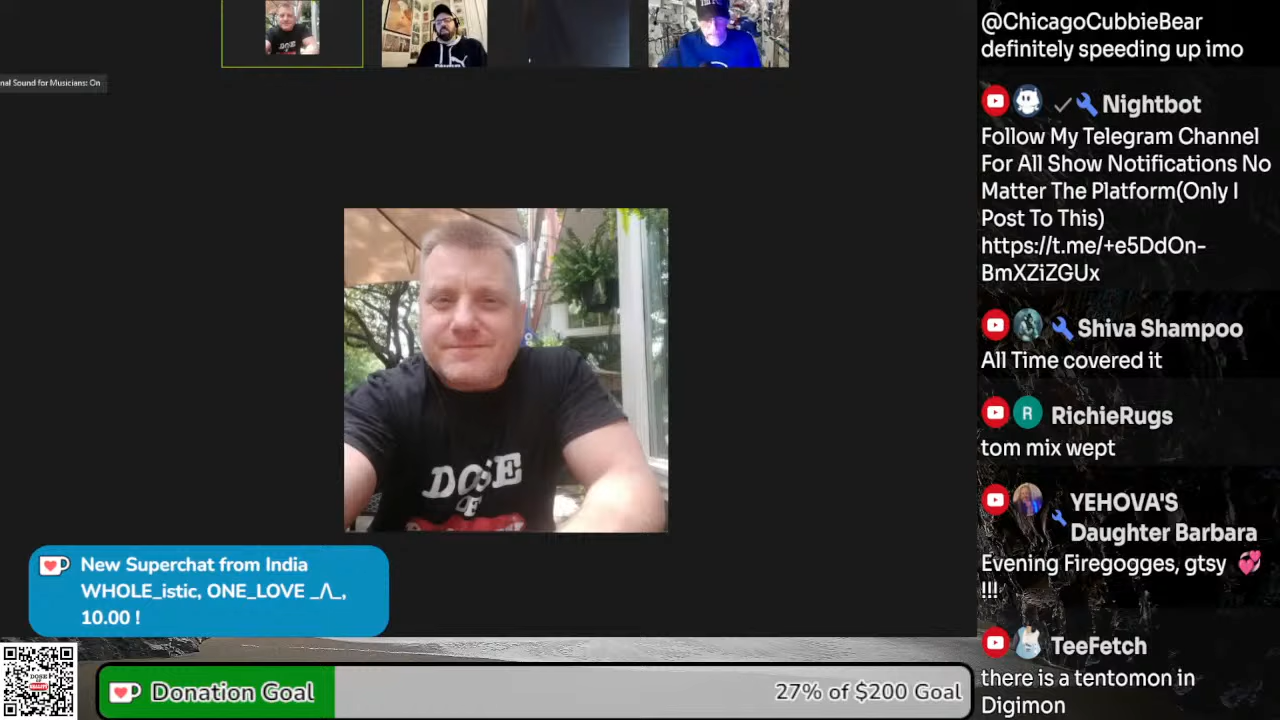 nal Sound for Musicians: On
DOSE
OF
New Superchat from India
WHOLE_istic, ONE_LOVE _/\_,
10.00 !
DOSE
OF
Donation Goal
27% of $200 Goal
@ChicagoCubbieBear
definitely speeding up imo
Nightbot
Follow My Telegram Channel
For All Show Notifications No
Matter The Platform(Only I
Post To This)
https://t.me/+e5DdOn-
BmXZiZGUx
Shiva Shampoo
All Time covered it
R RichieRugs
tom mix wept
YEHOVA'S
Daughter Barbara
Evening Firegogges, gtsy 💞
!!!
TeeFetch
there is a tentomon in
Digimon